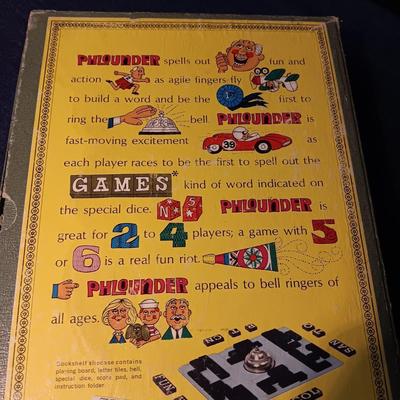 PHLOUNDER spells out fun and
action as agile fingers fly
to build a word and be the first to
ring the bell. PHLOUNDER is
fast-moving excitement 39 as
each player races to be the first to spell out the
GAMES* kind of word indicated on
the special dice. N 5 PHLOUNDER is
great for 2 to 4 players; a game with 5
or 6 is a real fun riot.
PHLOUNDER appeals to bell ringers of
all ages.
Bookshelf slipcase contains
playing board, letter tiles, bell,
special dice, score pad, and
instruction folder.
FUN